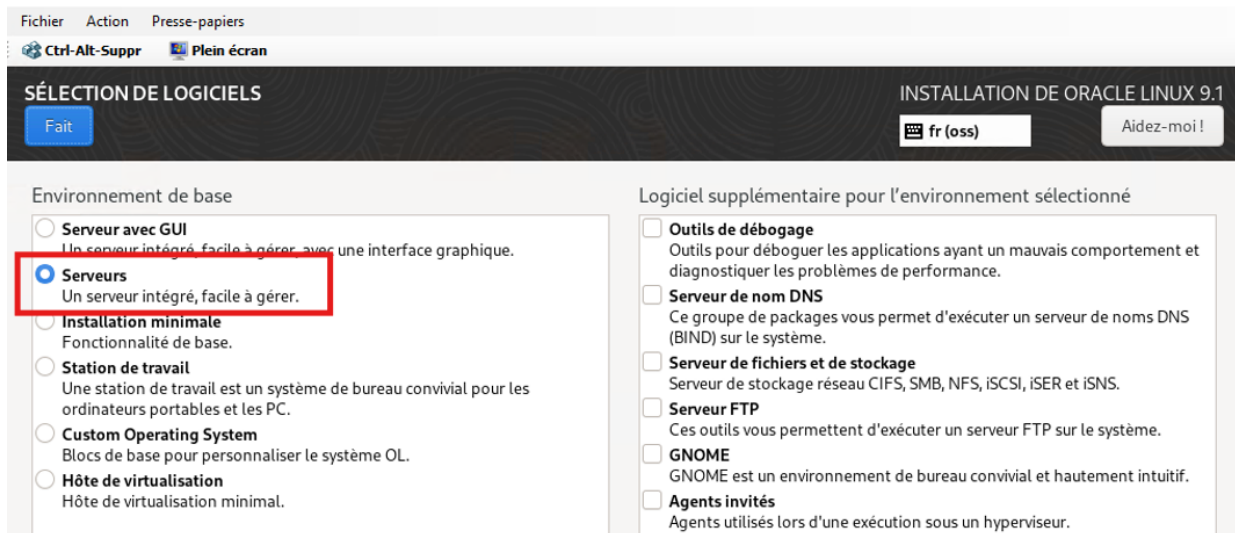 Fichier Action Presse-papiers
Ctrl-Alt-Suppr Plein écran
SÉLECTION DE LOGICIELS
INSTALLATION DE ORACLE LINUX 9.1
Fait
fr (oss)
Aidez-moi !
Environnement de base
Serveur avec GUI
Un serveur intégré, facile à gérer, avec une interface graphique.
Serveurs
Un serveur intégré, facile à gérer.
Installation minimale
Fonctionnalité de base.
Station de travail
Une station de travail est un système de bureau convivial pour les
ordinateurs portables et les PC.
Custom Operating System
Blocs de base pour personnaliser le système OL.
Hôte de virtualisation
Hôte de virtualisation minimal.
Logiciel supplémentaire pour l'environnement sélectionné
Outils de débogage
Outils pour déboguer les applications ayant un mauvais comportement et
diagnostiquer les problèmes de performance.
Serveur de nom DNS
Ce groupe de packages vous permet d'exécuter un serveur de noms DNS
(BIND) sur le système.
Serveur de fichiers et de stockage
Serveur de stockage réseau CIFS, SMB, NFS, iSCSI, iSER et iSNS.
Serveur FTP
Ces outils vous permettent d'exécuter un serveur FTP sur le système.
GNOME
GNOME est un environnement de bureau convivial et hautement intuitif.
Agents invités
Agents utilisés lors d'une exécution sous un hyperviseur.